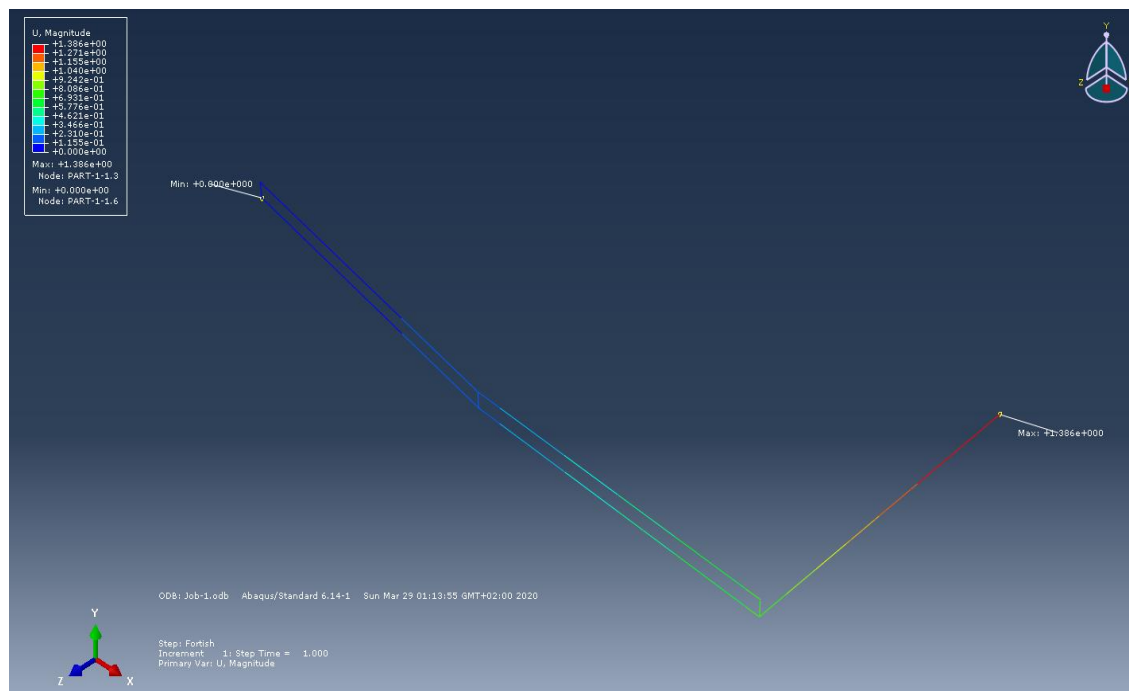 U, Magnitude
+1.386e+00
+1.271e+00
+1.155e+00
+1.040e+00
+9.242e-01
+8.086e-01
+6.931e-01
+5.776e-01
+4.621e-01
+3.466e-01
+2.310e-01
+1.155e-01
+0.000e+00
Max: +1.386e+00
Node: PART-1-1.3
Min: +0.000e+00
Node: PART-1-1.6
Y
Z
Min: +0.000e+000
Max: +1.386e+000
ODB: Job-1.odb Abaqus/Standard 6.14-1 Sun Mar 29 01:13:55 GMT+02:00 2020
Y
Z
X
Step: Fortish
Increment 1: Step Time = 1.000
Primary Var: U, Magnitude